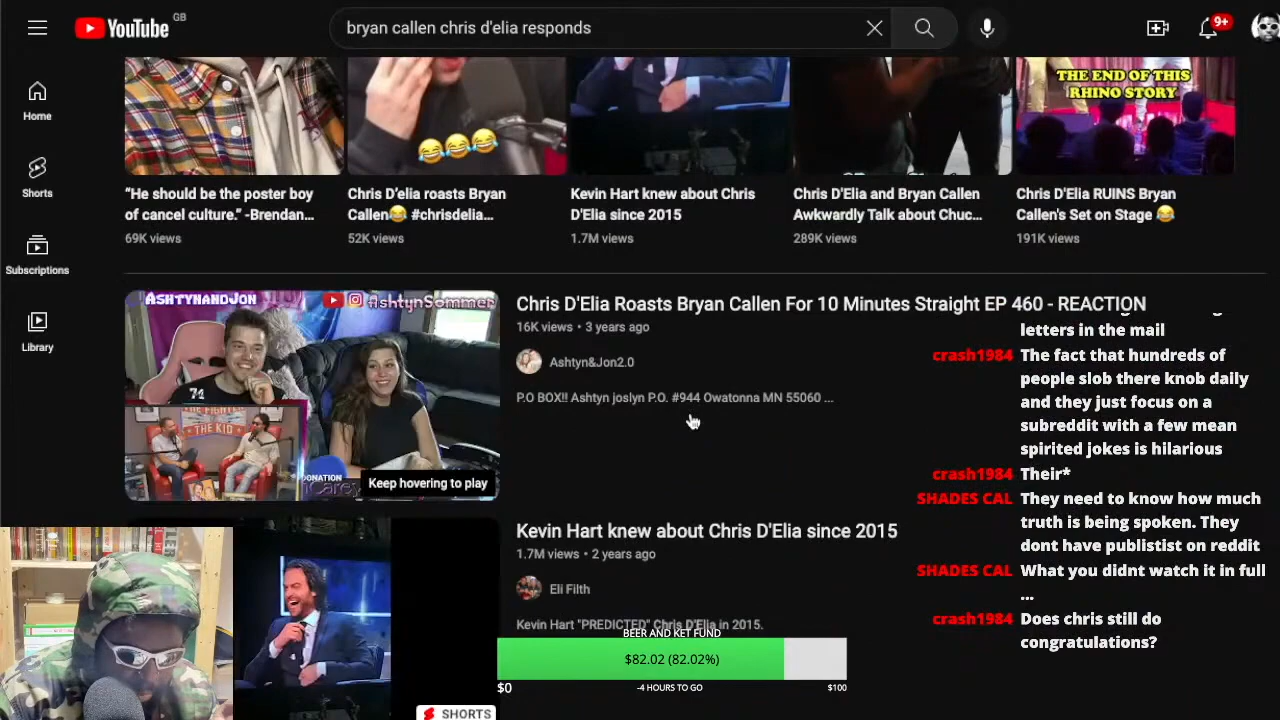 YouTube GB
bryan callen chris d'elia responds
9+
Home
Shorts
Subscriptions
Library
THE END OF THIS
RHINO STORY
“He should be the poster boy
of cancel culture.” -Brendan...
69K views
Chris D'elia roasts Bryan
Callen😂 #chrisdelia...
52K views
Kevin Hart knew about Chris
D'Elia since 2015
1.7M views
Chris D'Elia and Bryan Callen
Awkwardly Talk about Chuc...
289K views
Chris D'Elia RUINS Bryan
Callen's Set on Stage 😂
191K views
ASHTYNANDJON
AshtynSommer
74
THE FIGHTER
THE KID
DONATION
Keep hovering to play
Chris D'Elia Roasts Bryan Callen For 10 Minutes Straight EP 460 - REACTION
16K views • 3 years ago
Ashtyn&Jon2.0
P.O BOX!! Ashtyn joslyn P.O. #944 Owatonna MN 55060 ...
Kevin Hart knew about Chris D'Elia since 2015
1.7M views • 2 years ago
Eli Filth
Kevin Hart "PREDICTED" Chris D'Elia in 2015.
SHORTS
BEER AND KET FUND
$82.02 (82.02%)
$0
-4 HOURS TO GO
$100
letters in the mail
crash1984 The fact that hundreds of
people slob there knob daily
and they just focus on a
subreddit with a few mean
spirited jokes is hilarious
crash1984 Their*
SHADES CAL They need to know how much
truth is being spoken. They
dont have publistist on reddit
SHADES CAL What you didnt watch it in full
...
crash1984 Does chris still do
congratulations?